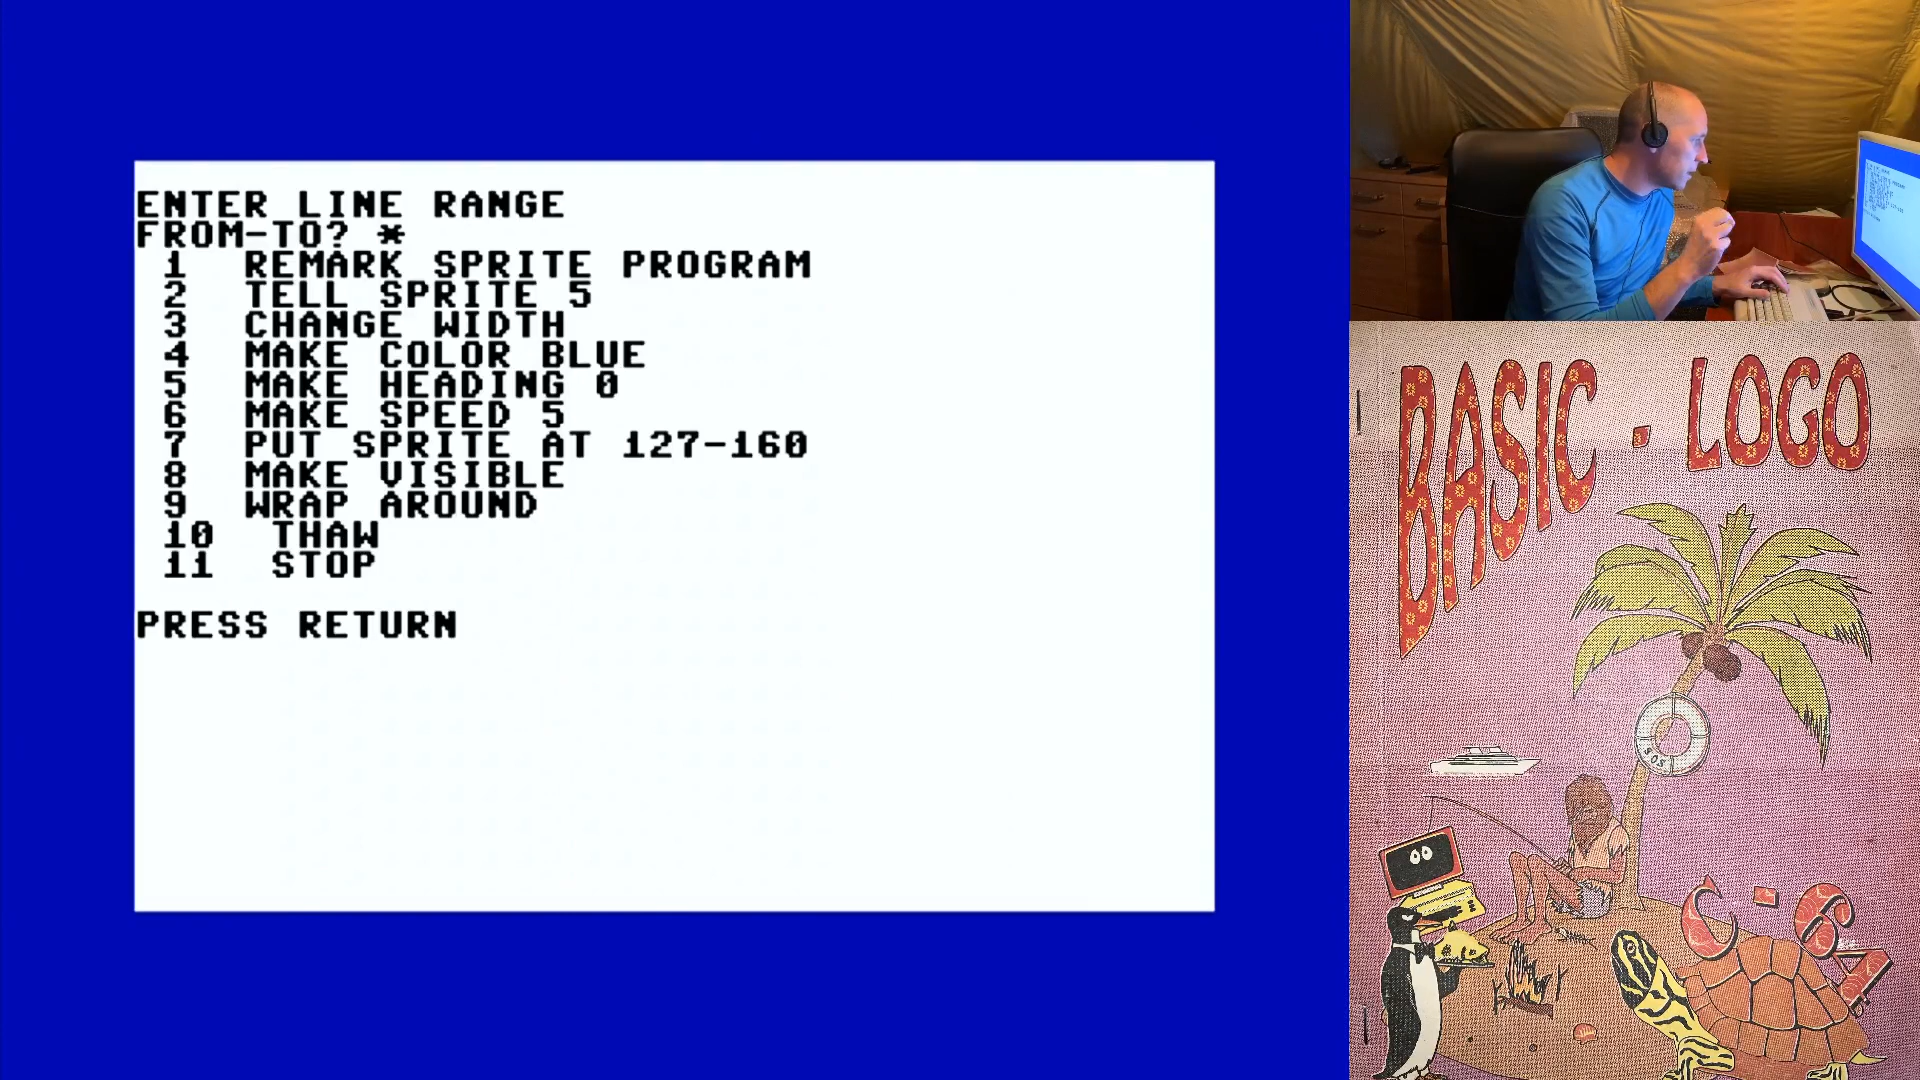 ENTER LINE RANGE
FROM-TO? *
1 REMARK SPRITE PROGRAM
2 TELL SPRITE 5
3 CHANGE WIDTH
4 MAKE COLOR BLUE
5 MAKE HEADING 0
6 MAKE SPEED 5
7 PUT SPRITE AT 127-160
8 MAKE VISIBLE
9 WRAP AROUND
10 THAW
11 STOP
PRESS RETURN
BASIC - LOGO
SOS
C-64